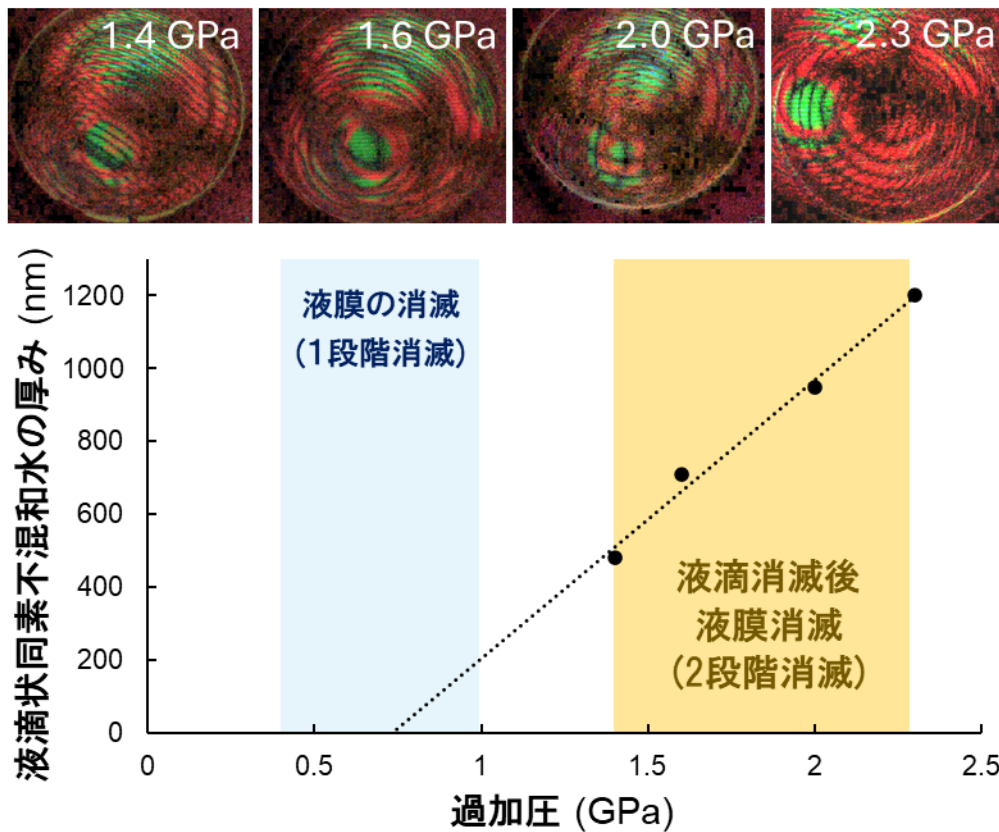 1.4 GPa
1.6 GPa
2.0 GPa
2.3 GPa
液滴状同素不混和水の厚み (nm)
1200
1000
800
600
400
200
0
液膜の消滅
(1段階消滅)
液滴消滅後
液膜消滅
(2段階消滅)
0
0.5
1
1.5
2
2.5
過加圧 (GPa)